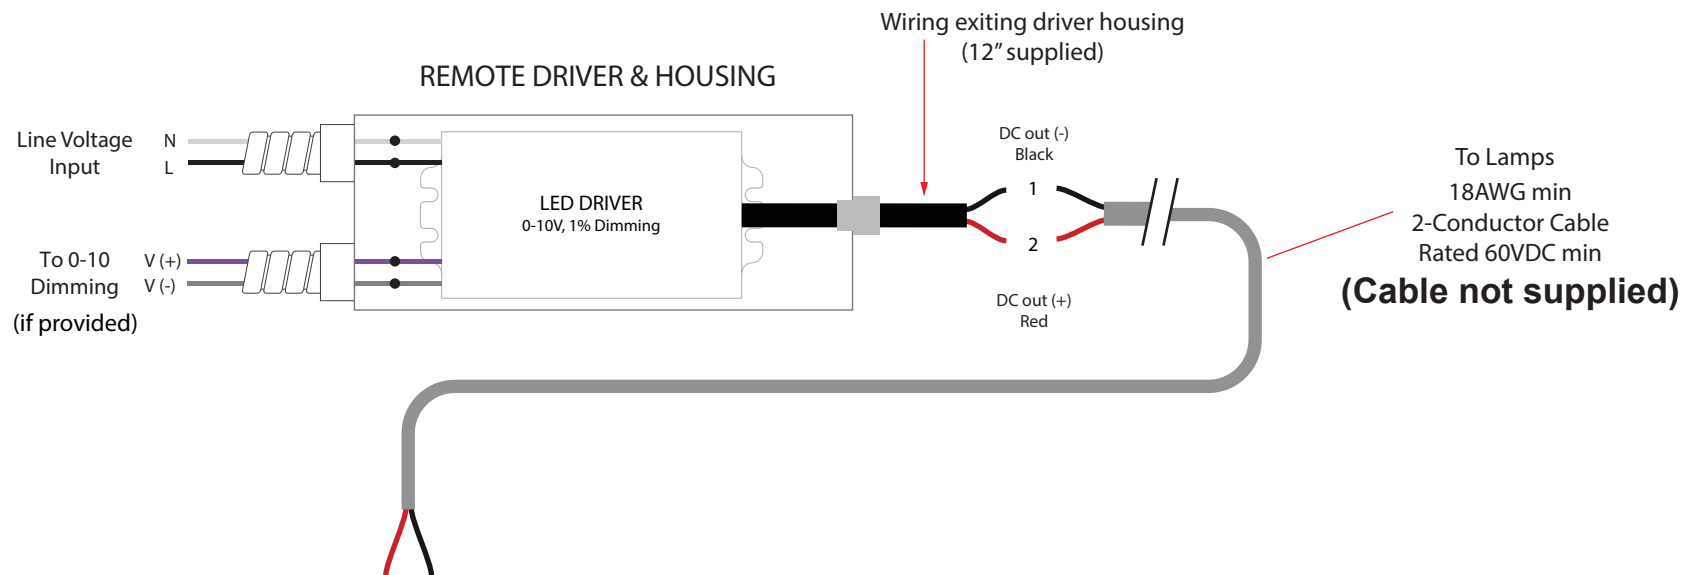 Wiring exiting driver housing
(12” supplied)
REMOTE DRIVER & HOUSING
Line Voltage
Input
N
L
LED DRIVER
0-10V, 1% Dimming
To 0-10
Dimming
(if provided)
V (+)
V (-)
DC out (-)
Black
1
2
DC out (+)
Red
To Lamps
18AWG min
2-Conductor Cable
Rated 60VDC min
(Cable not supplied)